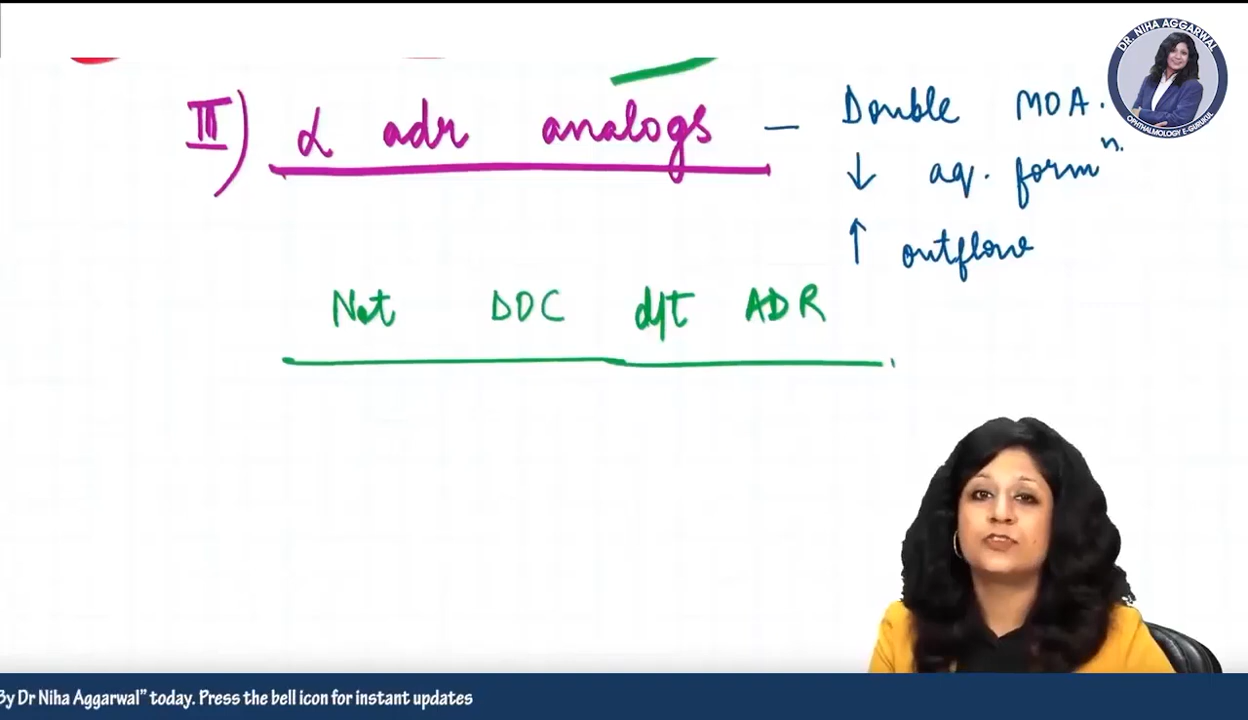 DR. NIHA AGGARWAL
OPHTHALMOLOGY E-GURUKUL
III) α adr analogs — Double MOA.
↓ aq. formⁿ.
↑ outflow
Not DOC d/t ADR
By Dr Niha Aggarwal" today. Press the bell icon for instant updates